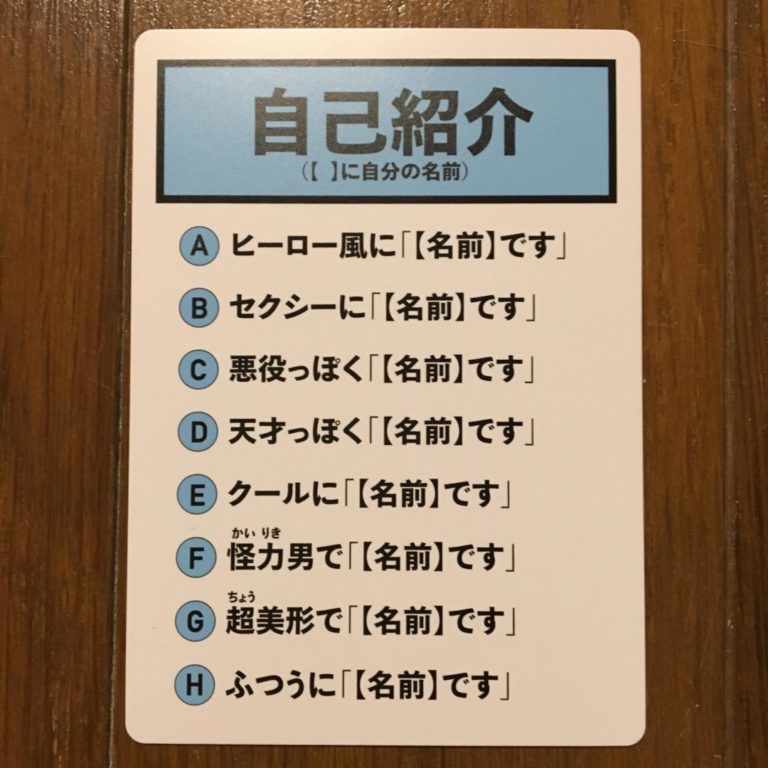 自己紹介
(【 】に自分の名前)
A ヒーロー風に「【名前】です」
B セクシーに「【名前】です」
C 悪役っぽく「【名前】です」
D 天才っぽく「【名前】です」
E クールに「【名前】です」
かいりき
F 怪力男で「【名前】です」
ちょう
G 超美形で「【名前】です」
H ふつうに「【名前】です」